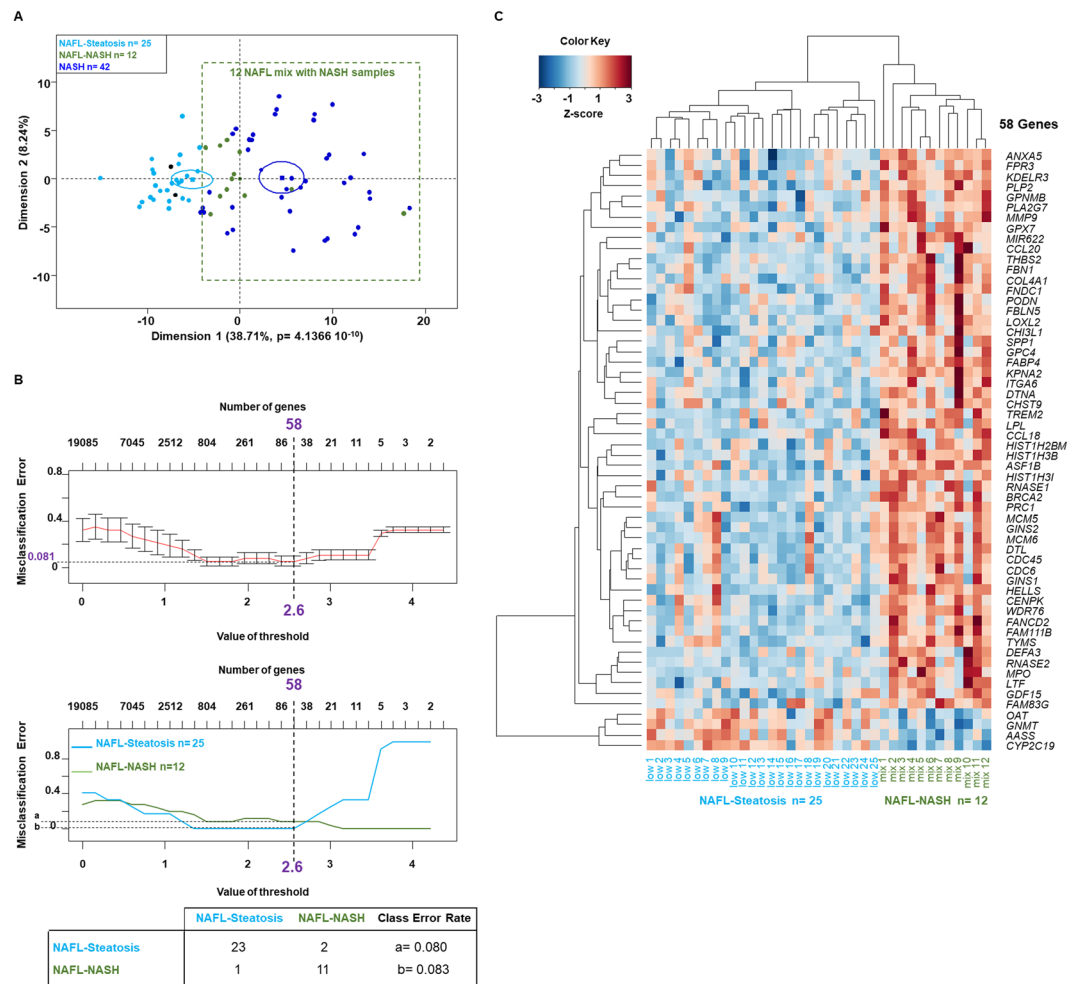 A
NAFL-Steatosis n= 25
NAFL-NASH n= 12
NASH n= 42
12 NAFL mix with NASH samples
Dimension 2 (8.24%)
10
5
0
-5
-10
-10
0
10
20
Dimension 1 (38.71%, p= 4.1366 10-10)
B
Number of genes
58
19085 7045 2512 804 261 86 38 21 11 5 3 2
Misclassification Error
0.8
0.4
0.081
0
0 1 2 2.6 3 4
Value of threshold
Number of genes
58
19085 7045 2512 804 261 86 38 21 11 5 3 2
Misclassification Error
NAFL-Steatosis n= 25
NAFL-NASH n=12
0.8
0.4
a
b 0
0 1 2 2.6 3 4
Value of threshold
NAFL-Steatosis NAFL-NASH Class Error Rate
NAFL-Steatosis 23 2 a= 0.080
NAFL-NASH 1 11 b= 0.083
C
Color Key
-3 -1 1 3
Z-score
58 Genes
ANXA5
FPR3
KDELR3
PLP2
GPNMB
PLA2G7
MMP9
GPX7
MIR622
CCL20
THBS2
FBN1
COL4A1
FNDC1
PODN
FBLN5
LOXL2
CHI3L1
SPP1
GPC4
FABP4
KPNA2
ITGA6
DTNA
CHST9
TREM2
LPL
CCL18
HIST1H2BM
HIST1H3B
ASF1B
HIST1H3I
RNASE1
BRCA2
PRC1
MCM5
GINS2
MCM6
DTL
CDC45
CDC6
GINS1
HELLS
CENPK
WDR76
FANCD2
FAM111B
TYMS
DEFA3
RNASE2
MPO
LTF
GDF15
FAM83G
OAT
GNMT
AASS
CYP2C19
low 1
low 2
low 3
low 4
low 5
low 6
low 7
low 8
low 9
low 10
low 11
low 12
low 13
low 14
low 15
low 16
low 17
low 18
low 19
low 20
low 21
low 22
low 23
low 24
low 25
mix 1
mix 2
mix 3
mix 4
mix 5
mix 6
mix 7
mix 8
mix 9
mix 10
mix 11
mix 12
NAFL-Steatosis n= 25
NAFL-NASH n= 12